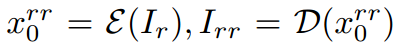 $x_0^{rr} = \mathcal{E}(I_r), I_{rr} = \mathcal{D}(x_0^{rr})$